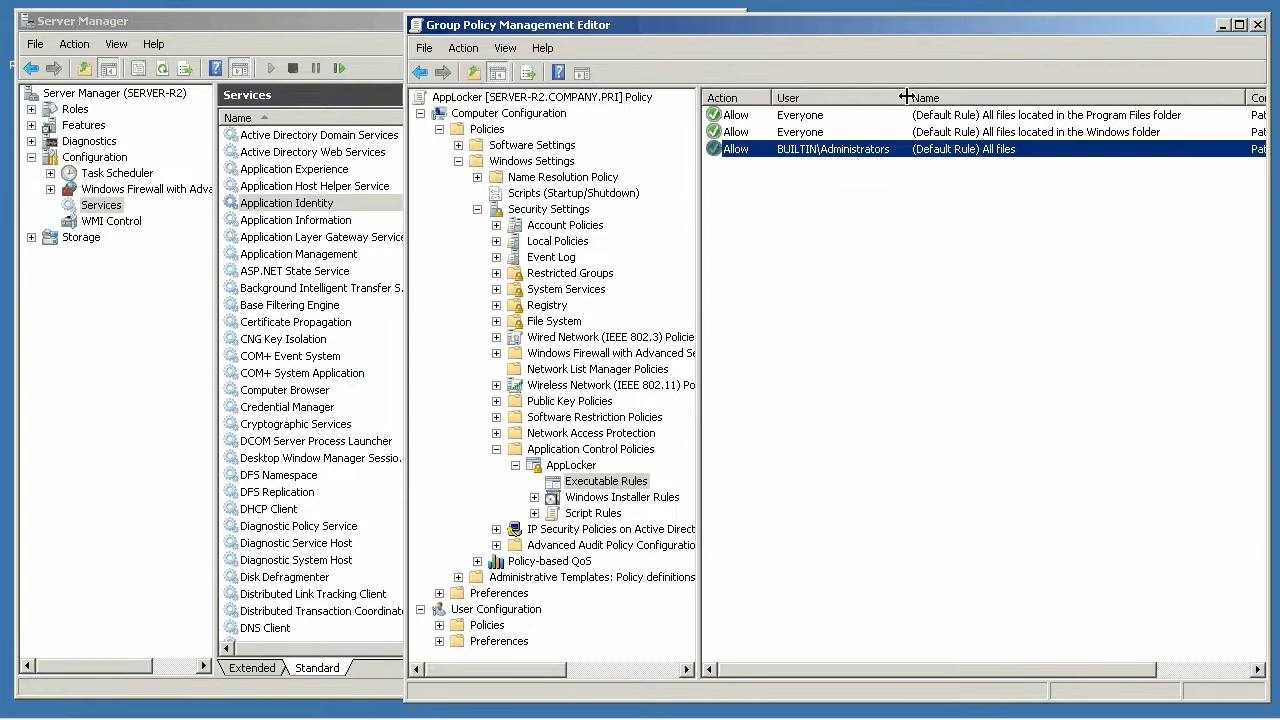 Server Manager
File Action View Help
Server Manager (SERVER-R2)
Roles
Features
Diagnostics
Configuration
Task Scheduler
Windows Firewall with Adva
Services
WMI Control
Storage
Services
Name
Active Directory Domain Services
Active Directory Web Services
Application Experience
Application Host Helper Service
Application Identity
Application Information
Application Layer Gateway Service
Application Management
ASP.NET State Service
Background Intelligent Transfer S...
Base Filtering Engine
Certificate Propagation
CNG Key Isolation
COM+ Event System
COM+ System Application
Computer Browser
Credential Manager
Cryptographic Services
DCOM Server Process Launcher
Desktop Window Manager Sessio...
DFS Namespace
DFS Replication
DHCP Client
Diagnostic Policy Service
Diagnostic Service Host
Diagnostic System Host
Disk Defragmenter
Distributed Link Tracking Client
Distributed Transaction Coordinato
DNS Client
Extended Standard
Group Policy Management Editor
File Action View Help
AppLocker [SERVER-R2.COMPANY.PRI] Policy
Computer Configuration
Policies
Software Settings
Windows Settings
Name Resolution Policy
Scripts (Startup/Shutdown)
Security Settings
Account Policies
Local Policies
Event Log
Restricted Groups
System Services
Registry
File System
Wired Network (IEEE 802.3) Policie
Windows Firewall with Advanced Se
Network List Manager Policies
Wireless Network (IEEE 802.11) Po
Public Key Policies
Software Restriction Policies
Network Access Protection
Application Control Policies
AppLocker
Executable Rules
Windows Installer Rules
Script Rules
IP Security Policies on Active Direct
Advanced Audit Policy Configuratio
Policy-based QoS
Administrative Templates: Policy definitions
Preferences
User Configuration
Policies
Preferences
Action User Name Co
Allow Everyone (Default Rule) All files located in the Program Files folder Pat
Allow Everyone (Default Rule) All files located in the Windows folder Pat
Allow BUILTIN\Administrators (Default Rule) All files Pat